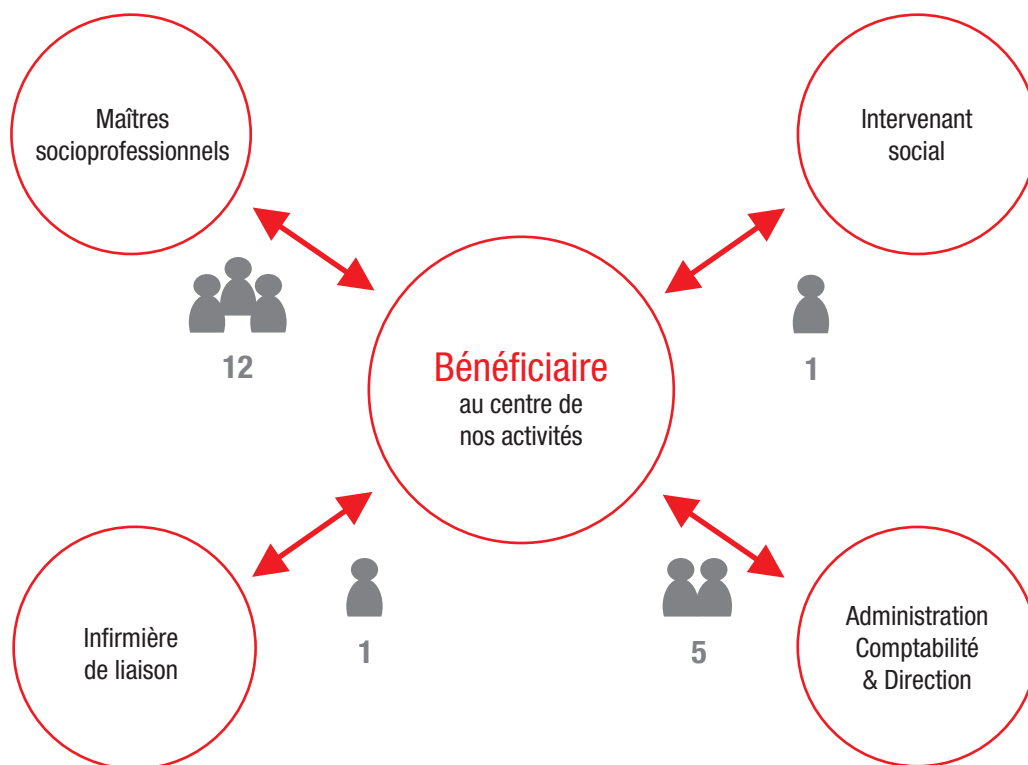 Maîtres
socioprofessionnels
Intervenant
social
12
1
Bénéficiaire
au centre de
nos activités
Infirmière
de liaison
1
5
Administration
Comptabilité
& Direction